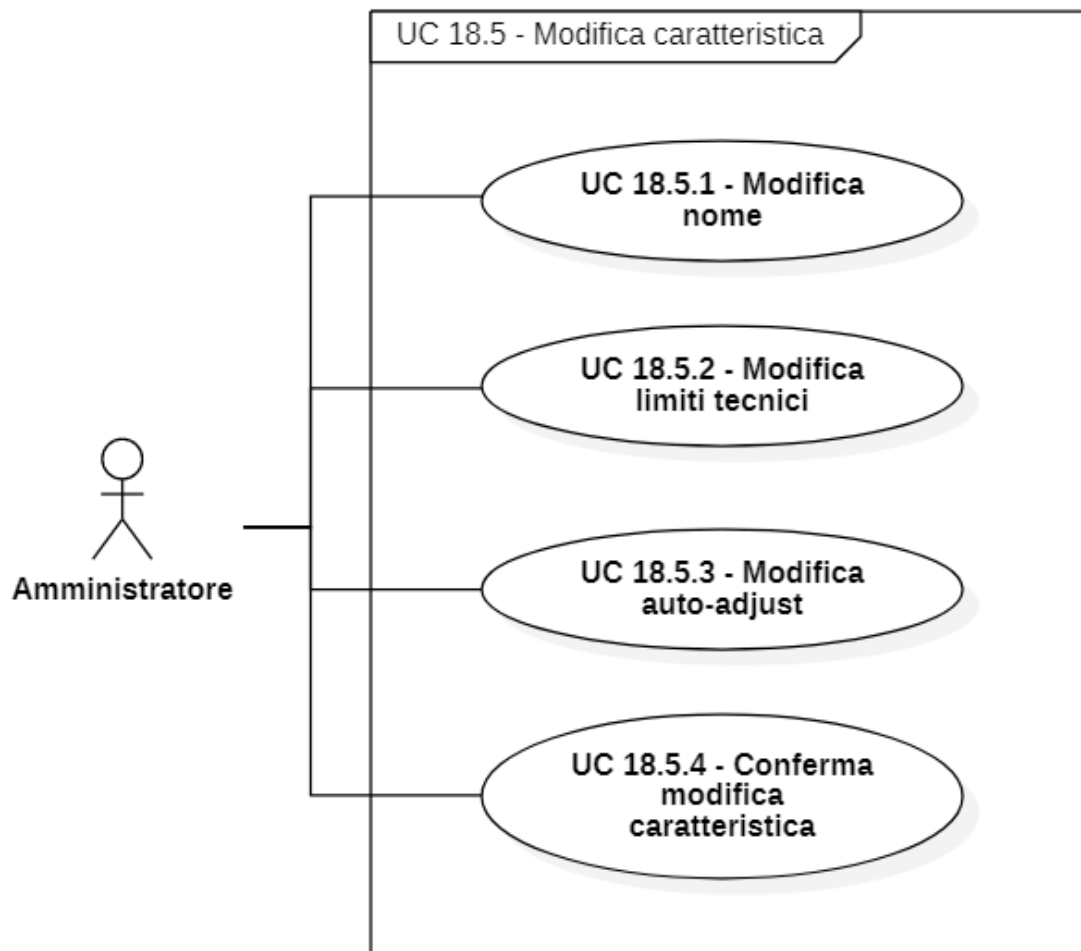 UC 18.5 - Modifica caratteristica
UC 18.5.1 - Modifica
nome
UC 18.5.2 - Modifica
limiti tecnici
Amministratore
UC 18.5.3 - Modifica
auto-adjust
UC 18.5.4 - Conferma
modifica
caratteristica